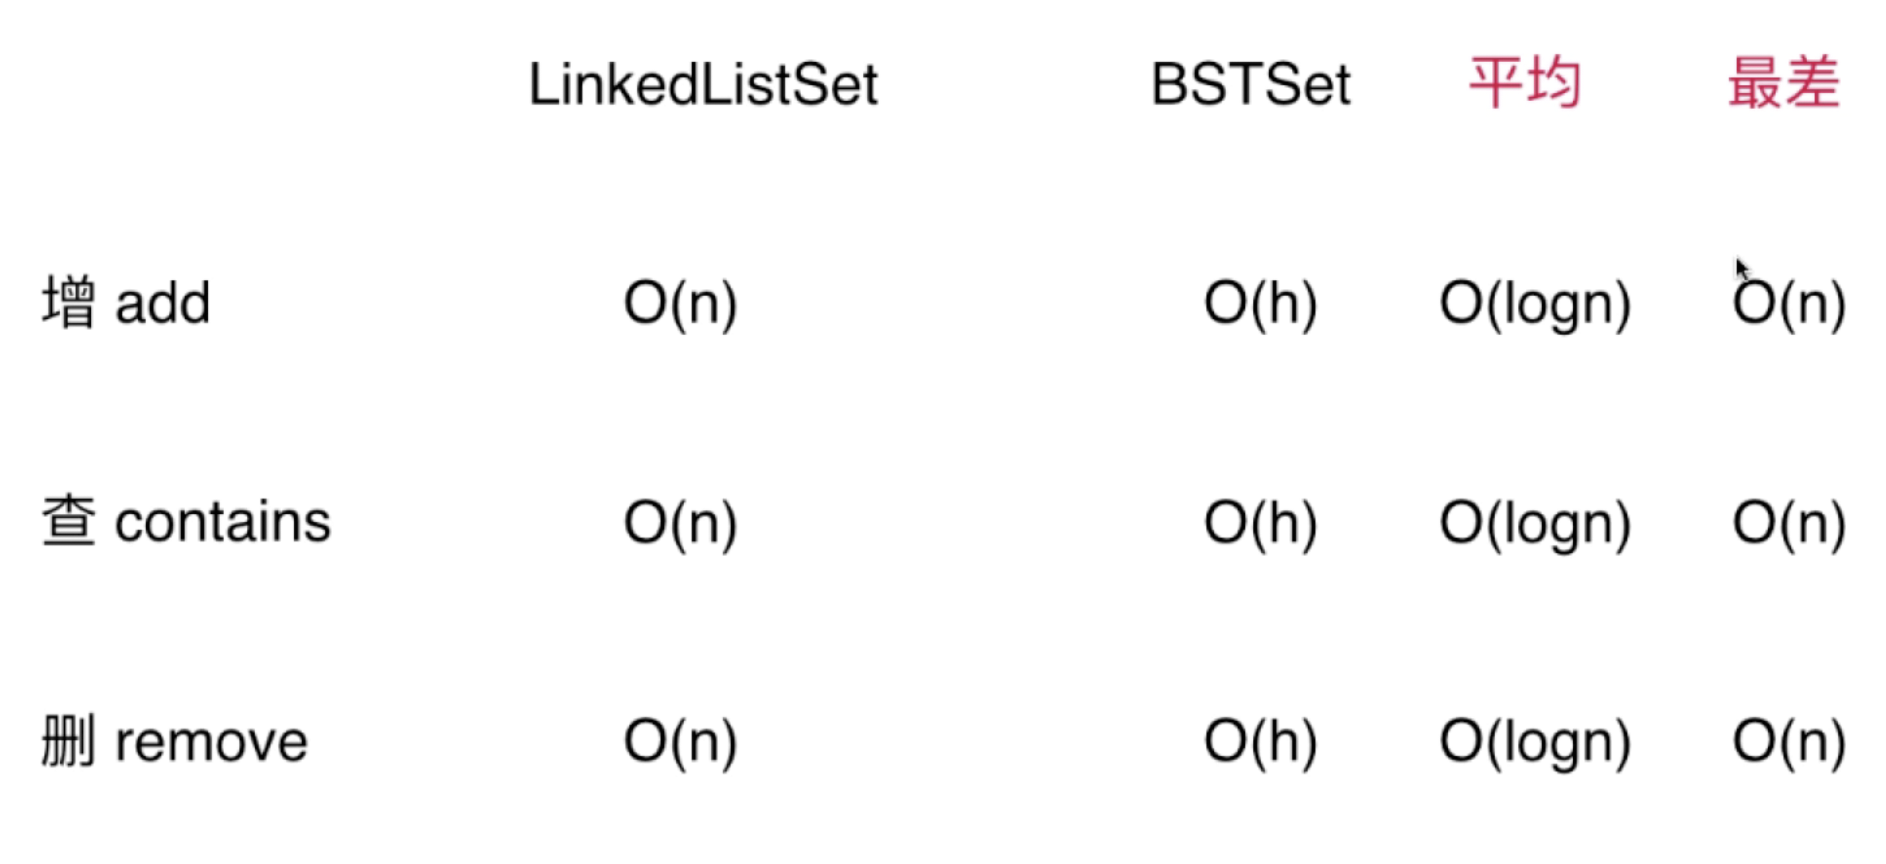 LinkedListSet BSTSet 平均 最差
增 add O(n) O(h) O(logn) O(n)
查 contains O(n) O(h) O(logn) O(n)
删 remove O(n) O(h) O(logn) O(n)